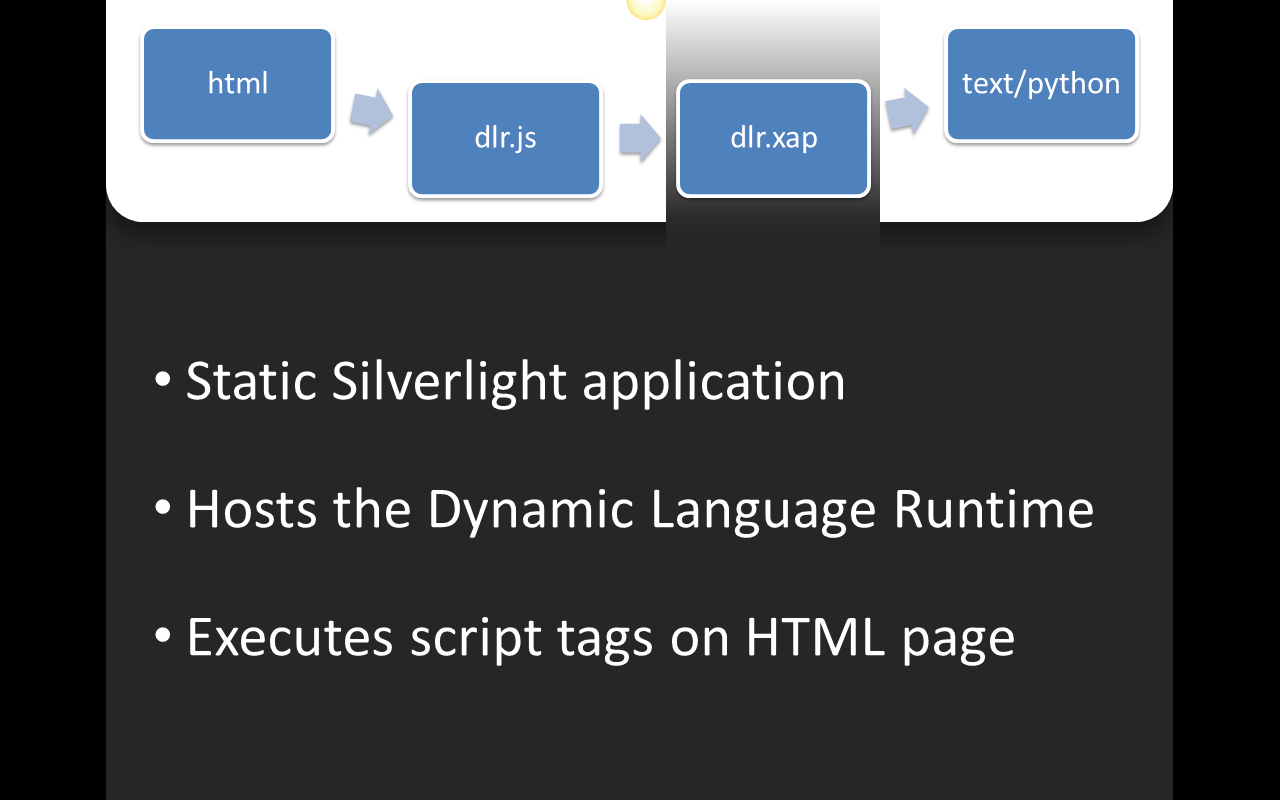 html
dlr.js
dlr.xap
text/python
• Static Silverlight application
• Hosts the Dynamic Language Runtime
• Executes script tags on HTML page